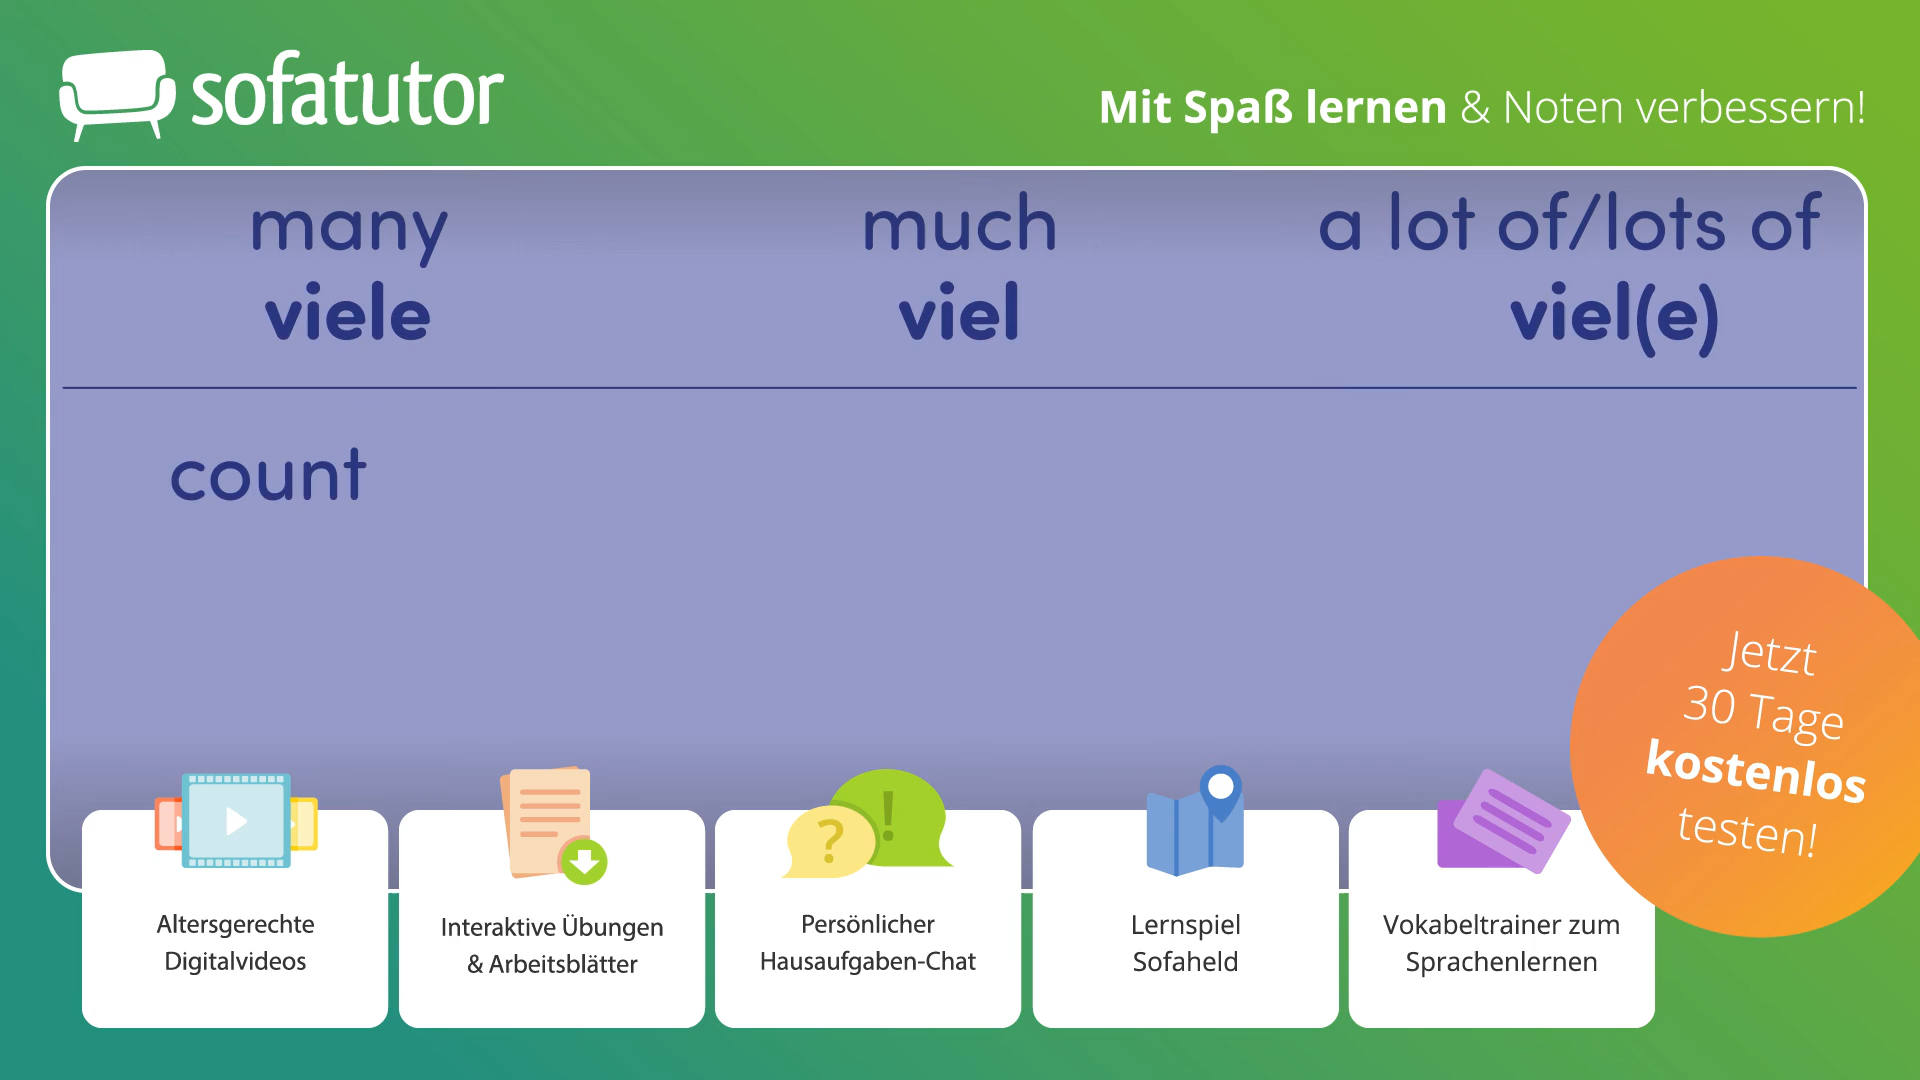 sofatutor
Mit Spaß lernen & Noten verbessern!
many
viele
much
viel
a lot of/lots of
viel(e)
count
Jetzt
30 Tage
kostenlos
testen!
Altersgerechte
Digitalvideos
Interaktive Übungen
& Arbeitsblätter
?
!
Persönlicher
Hausaufgaben-Chat
Lernspiel
Sofaheld
Vokabeltrainer zum
Sprachenlernen